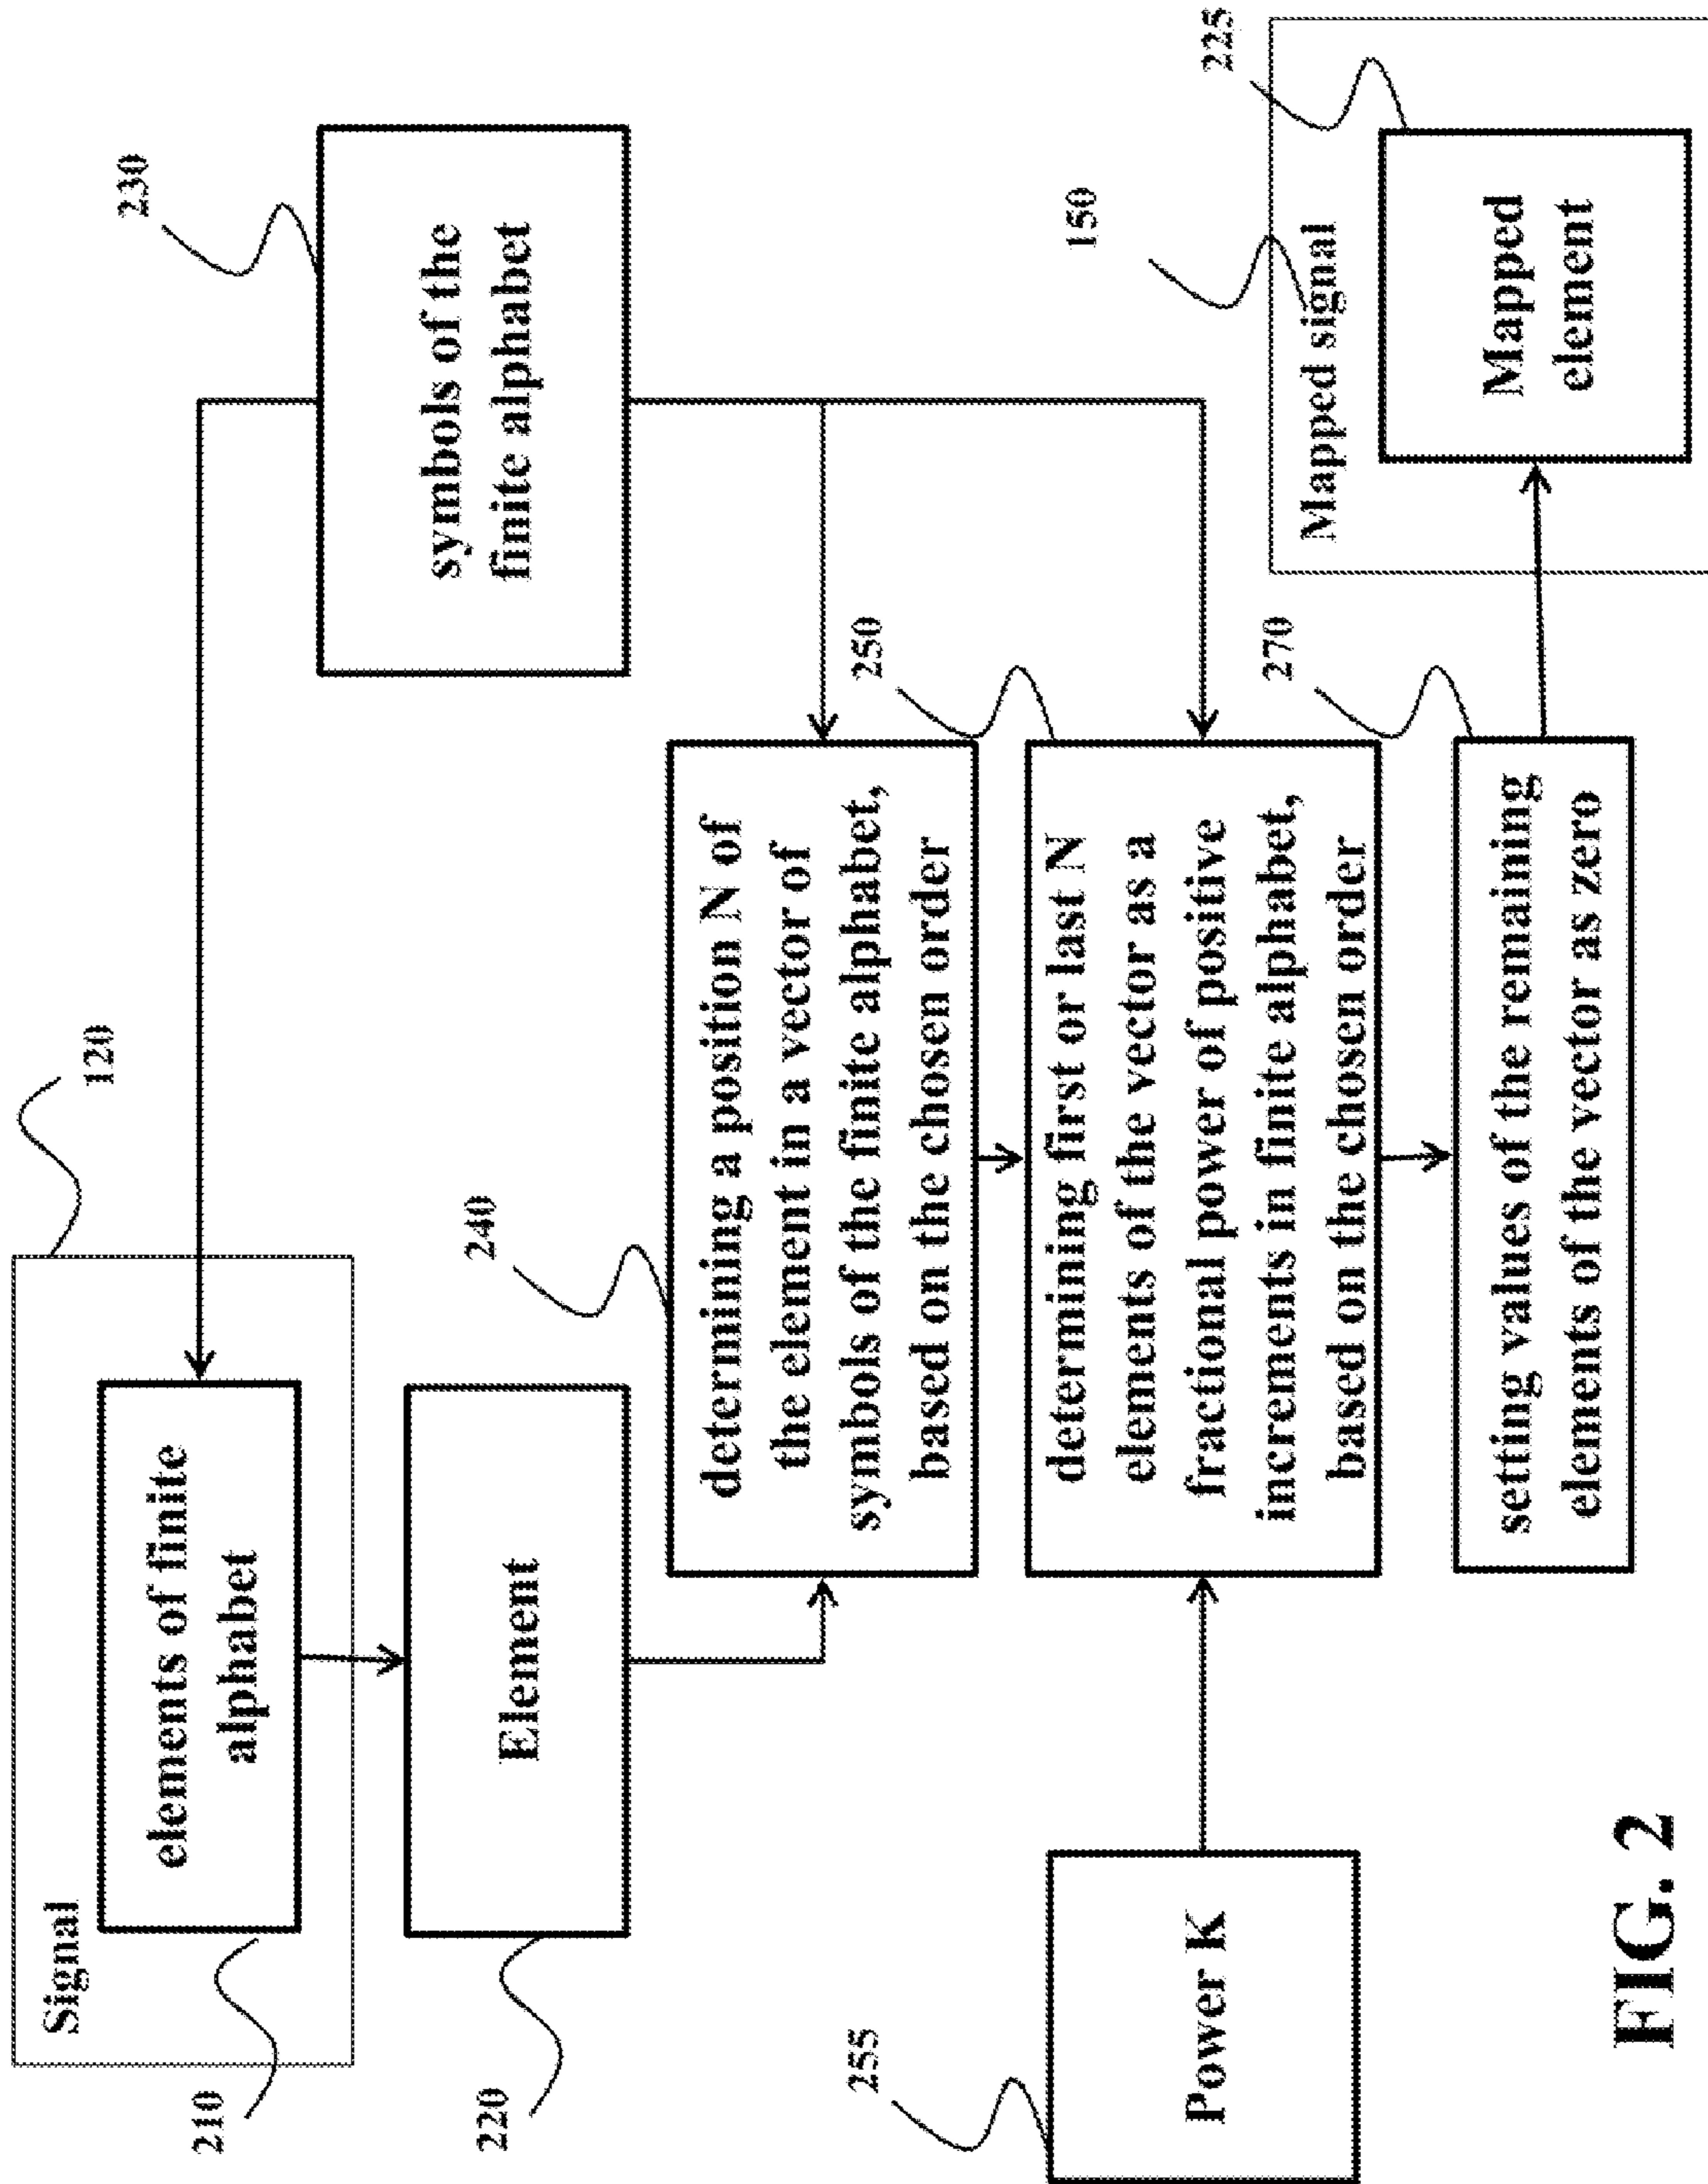 Signal
120
210
elements of finite
alphabet
220
Element
230
symbols of the
finite alphabet
240
determining a position N of
the element in a vector of
symbols of the finite alphabet,
based on the chosen order
250
255
Power K
determining first or last N
elements of the vector as a
fractional power of positive
increments in finite alphabet,
based on the chosen order
270
setting values of the remaining
elements of the vector as zero
150
Mapped signal
225
Mapped
element
FIG. 2